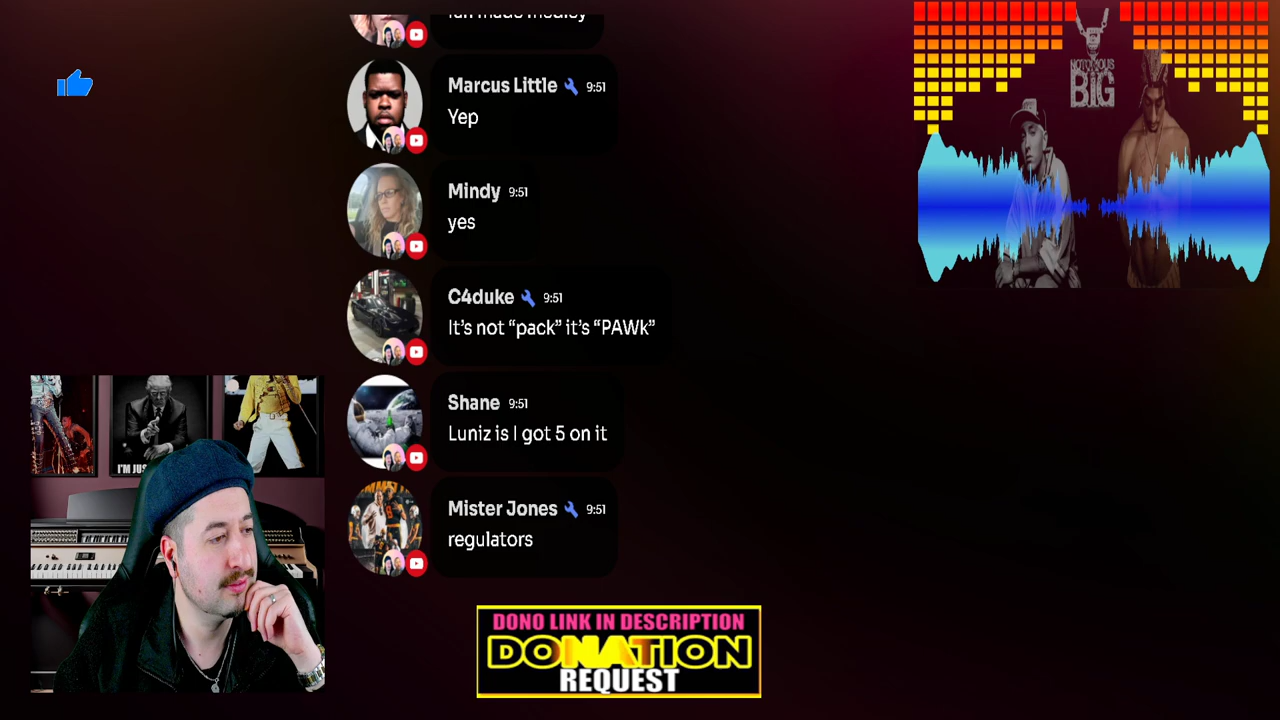 Marcus Little 9:51
Yep
Mindy 9:51
yes
C4duke 9:51
It's not “pack” it's “PAWk”
Shane 9:51
Luniz is I got 5 on it
Mister Jones 9:51
regulators
NOTORIOUS
BIG
I'M JUS
DONO LINK IN DESCRIPTION
DONATION
REQUEST